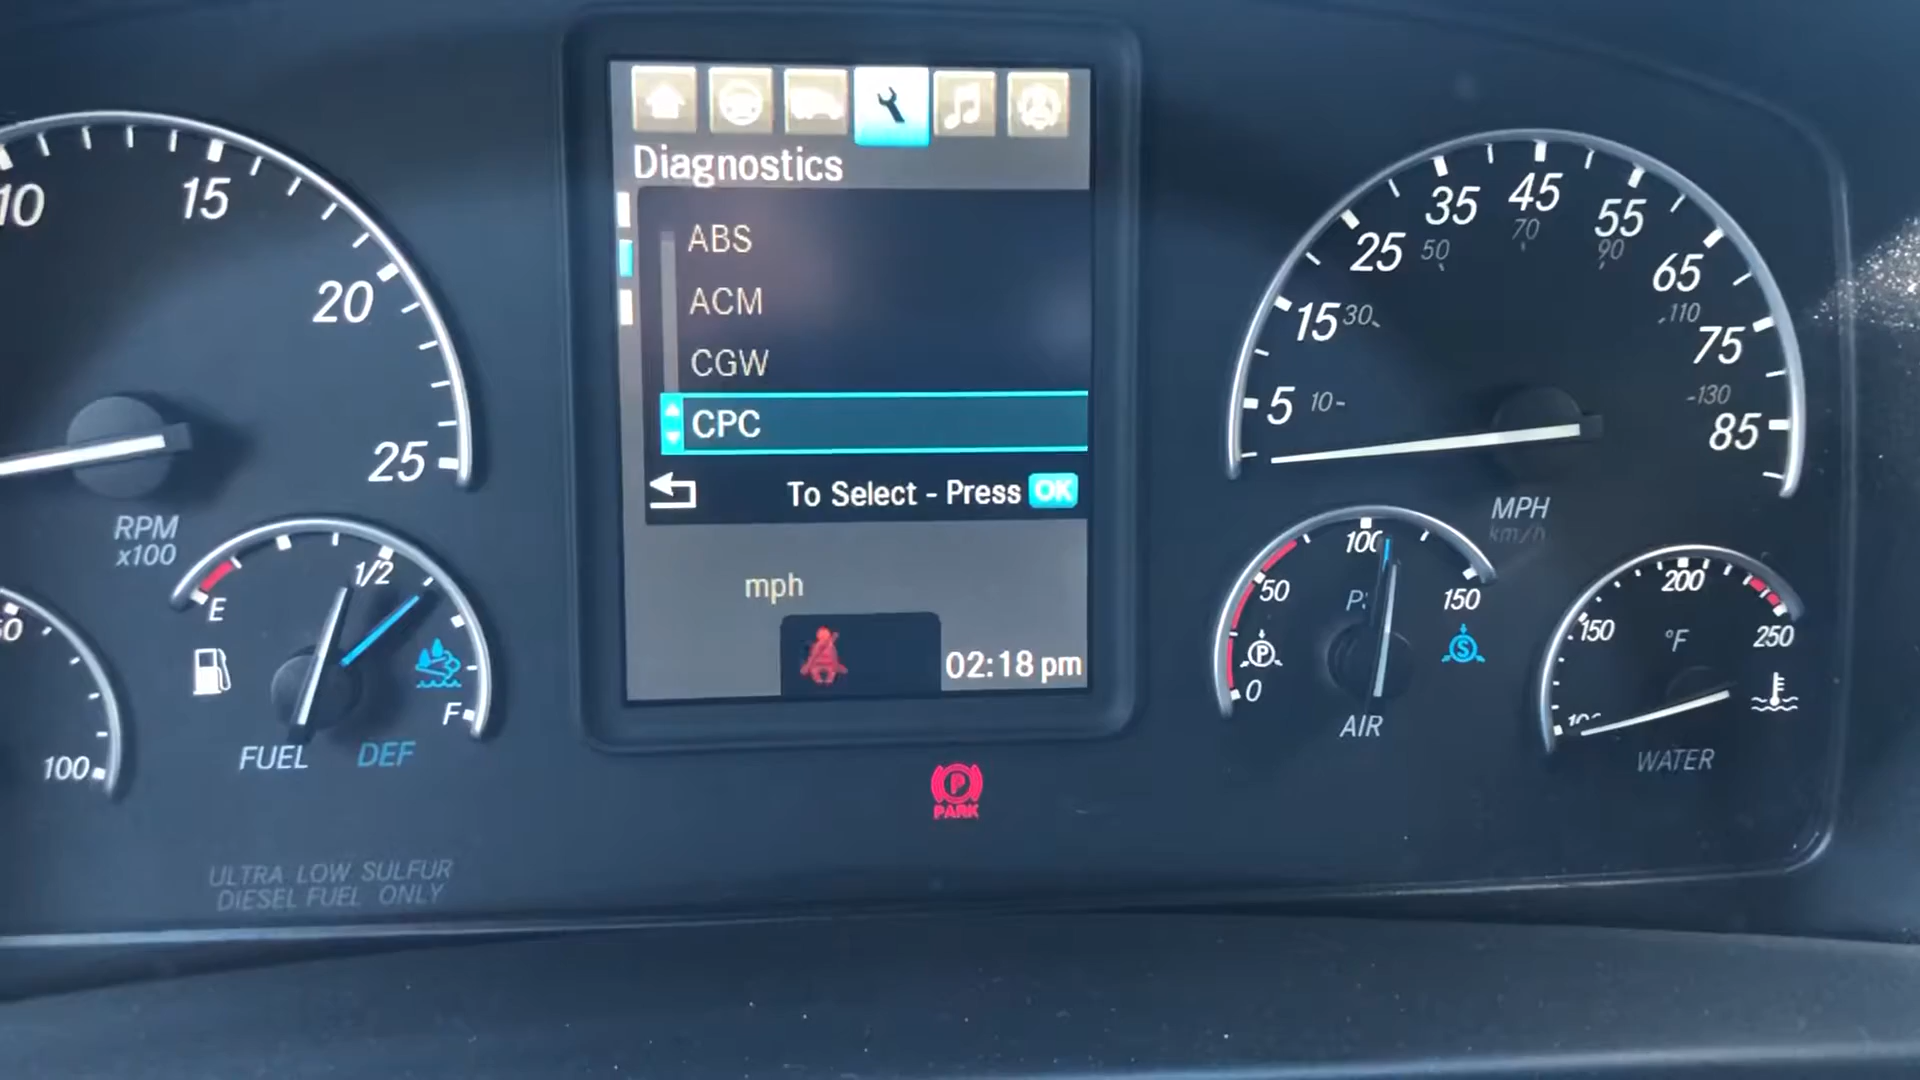 Diagnostics
ABS
ACM
CGW
CPC
To Select - Press OK
mph
02:18 pm
10 15 20 25
RPM
x100
E 1/2 F
FUEL DEF
100
ULTRA LOW SULFUR
DIESEL FUEL ONLY
P
PARK
5 15 25 35 45 55 65 75 85
10 30 50 70 90 110 130
MPH
km/h
0 50 100 150
P
S
AIR
150 200 250
°F
WATER